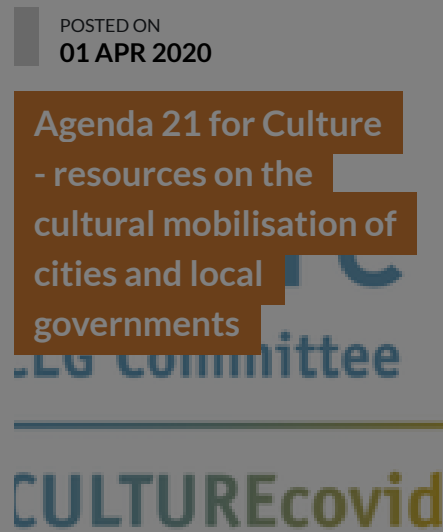 POSTED ON
01 APR 2020
Agenda 21 for Culture
- resources on the
cultural mobilisation of
cities and local
governments
Committee
CULTUREcovid